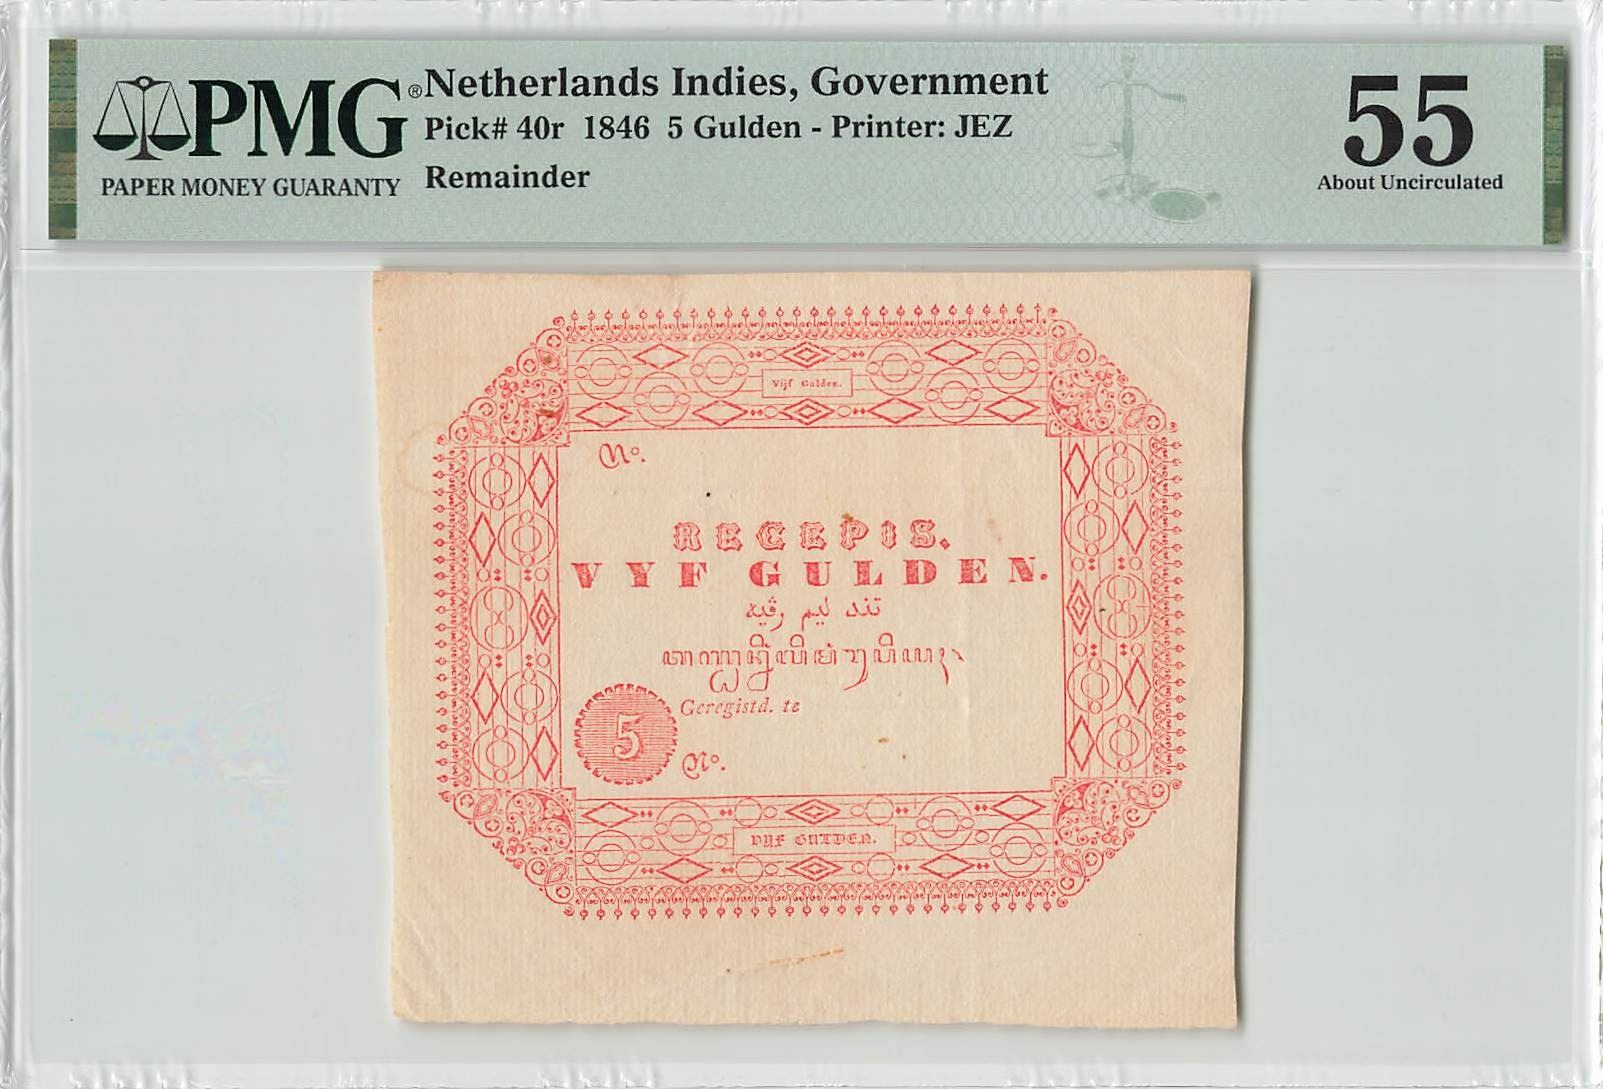 PMG®
PAPER MONEY GUARANTY
Netherlands Indies, Government
Pick# 40r 1846 5 Gulden - Printer: JEZ
Remainder
55
About Uncirculated
Vijf Gulden.
No.
RECEPIS.
VYF GULDEN.
تند ليم رڤيه
Geregistd. te
5
No.
VIJF GULDEN.